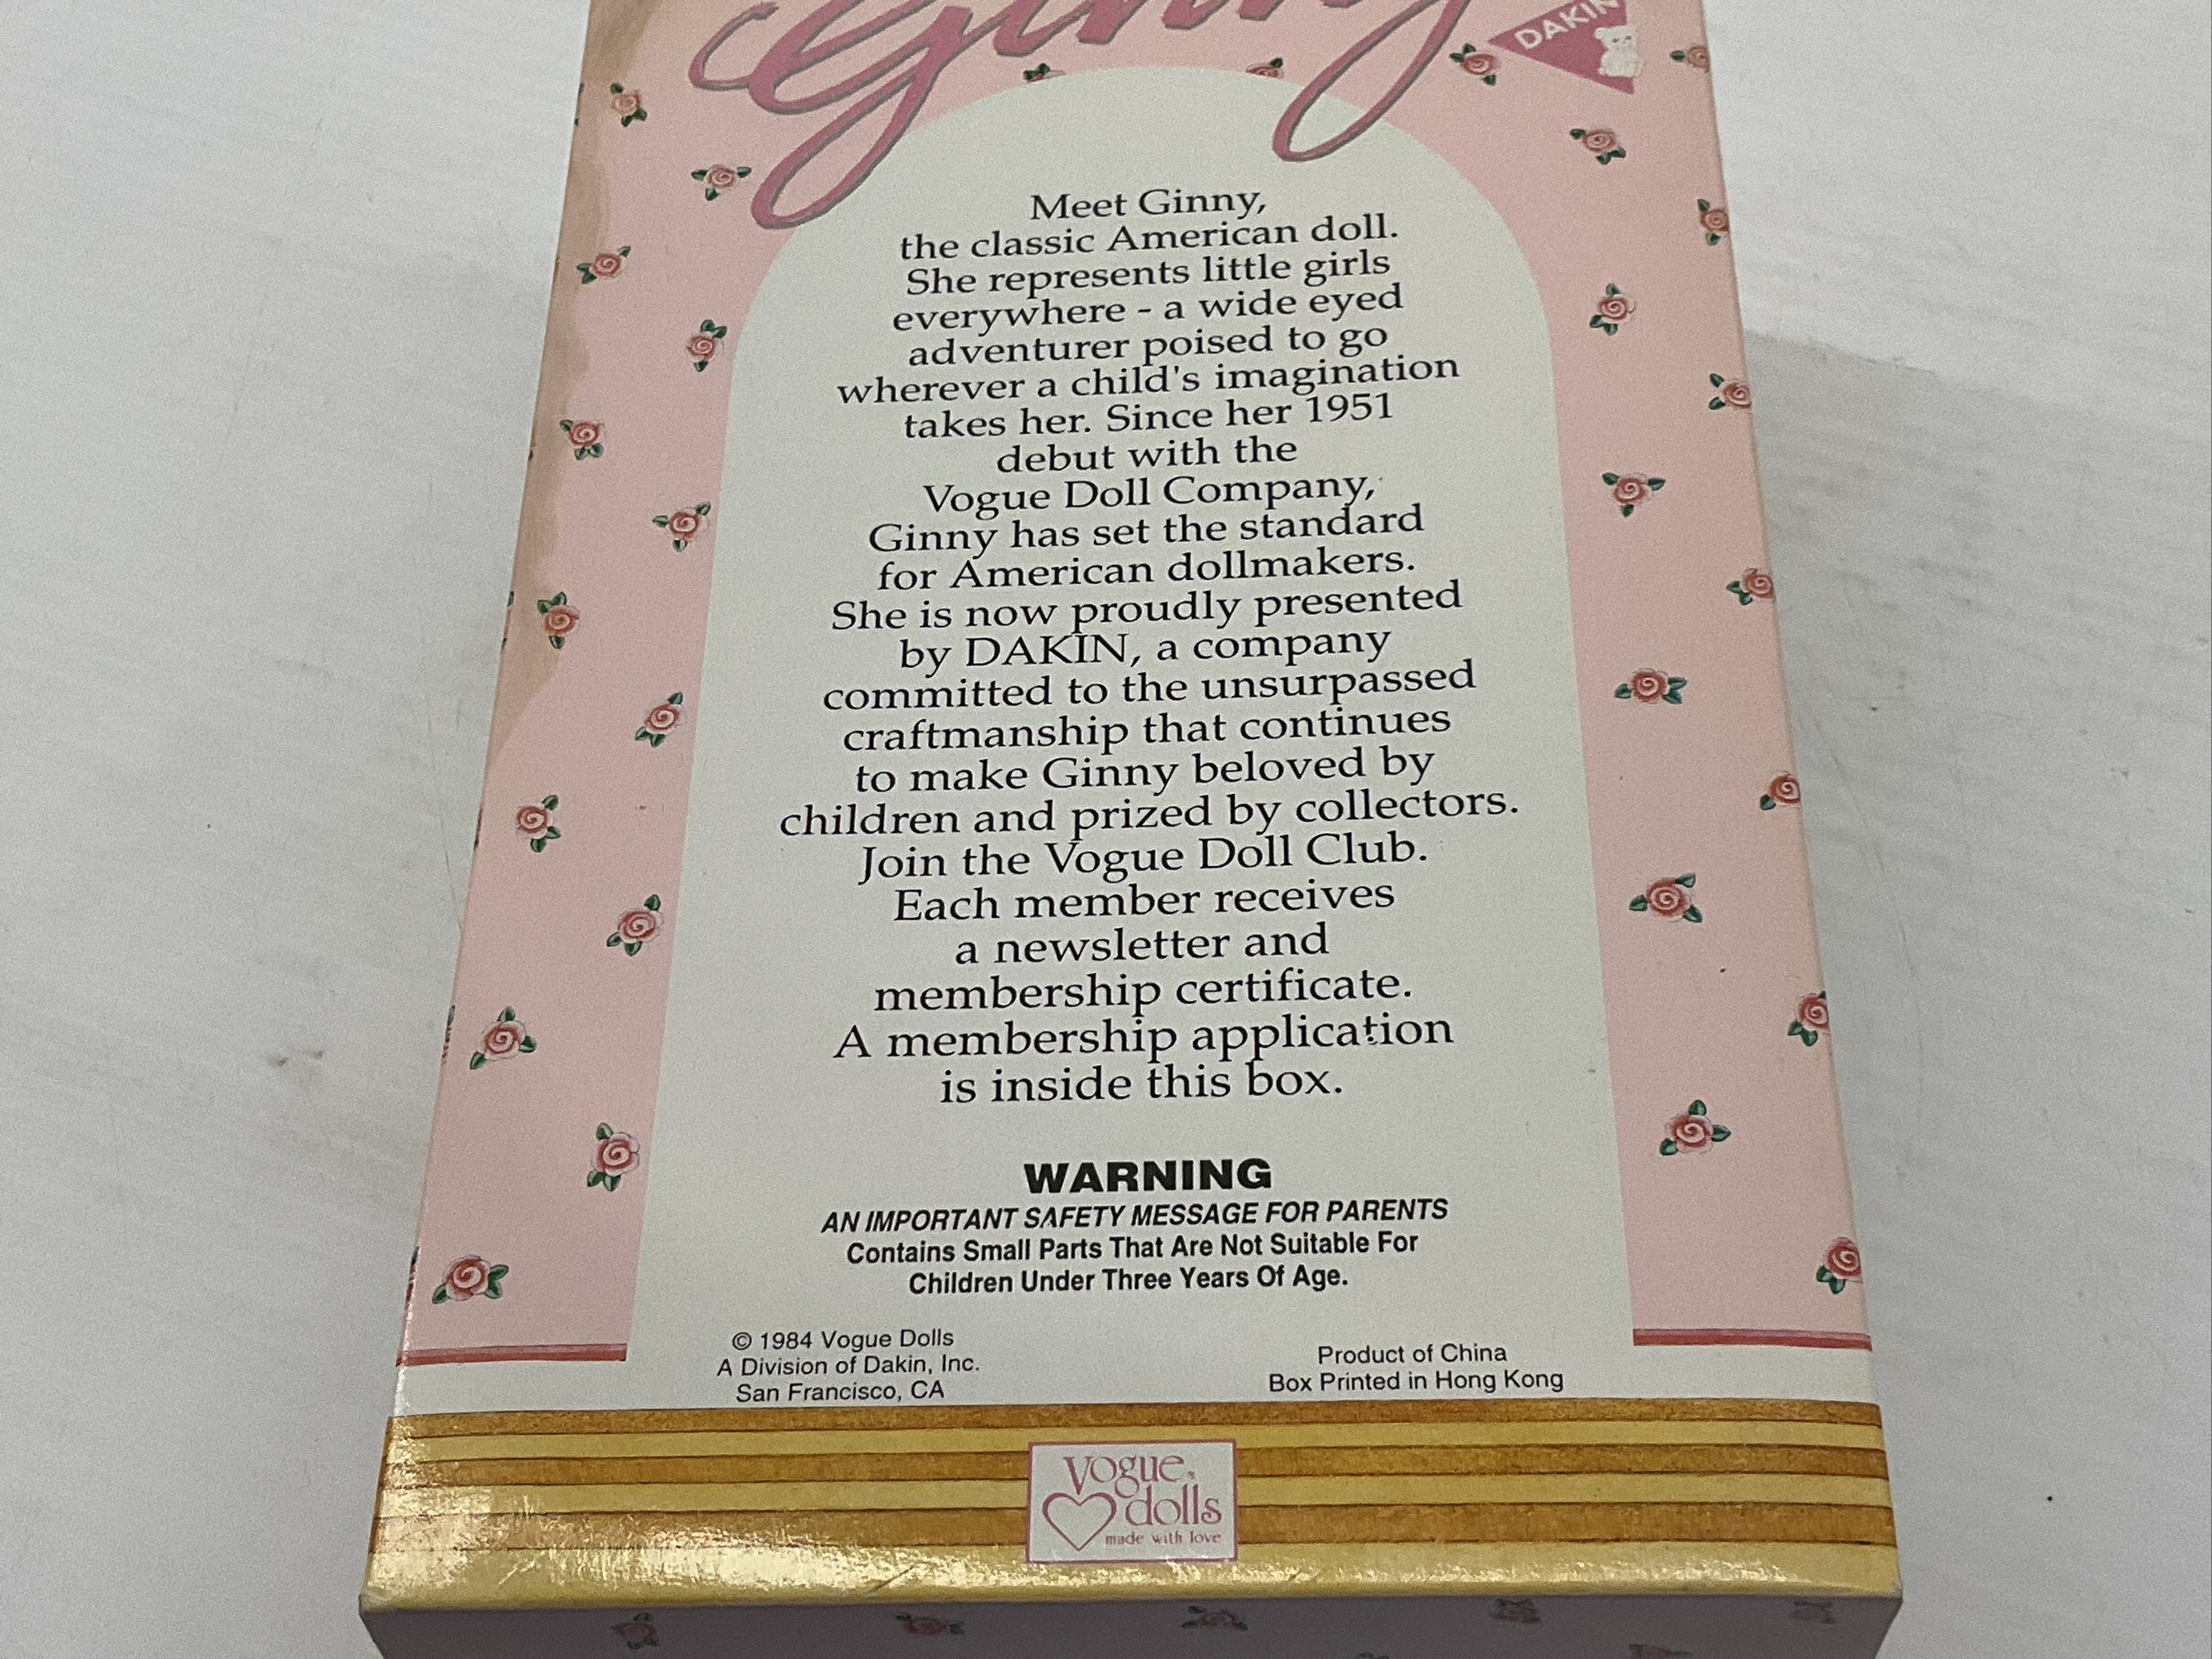 Ginny
DAKIN
Meet Ginny,
the classic American doll.
She represents little girls
everywhere - a wide eyed
adventurer poised to go
wherever a child's imagination
takes her. Since her 1951
debut with the
Vogue Doll Company,
Ginny has set the standard
for American dollmakers.
She is now proudly presented
by DAKIN, a company
committed to the unsurpassed
craftmanship that continues
to make Ginny beloved by
children and prized by collectors.
Join the Vogue Doll Club.
Each member receives
a newsletter and
membership certificate.
A membership application
is inside this box.
WARNING
AN IMPORTANT SAFETY MESSAGE FOR PARENTS
Contains Small Parts That Are Not Suitable For
Children Under Three Years Of Age.
© 1984 Vogue Dolls
A Division of Dakin, Inc.
San Francisco, CA
Product of China
Box Printed in Hong Kong
vogue
dolls
made with love